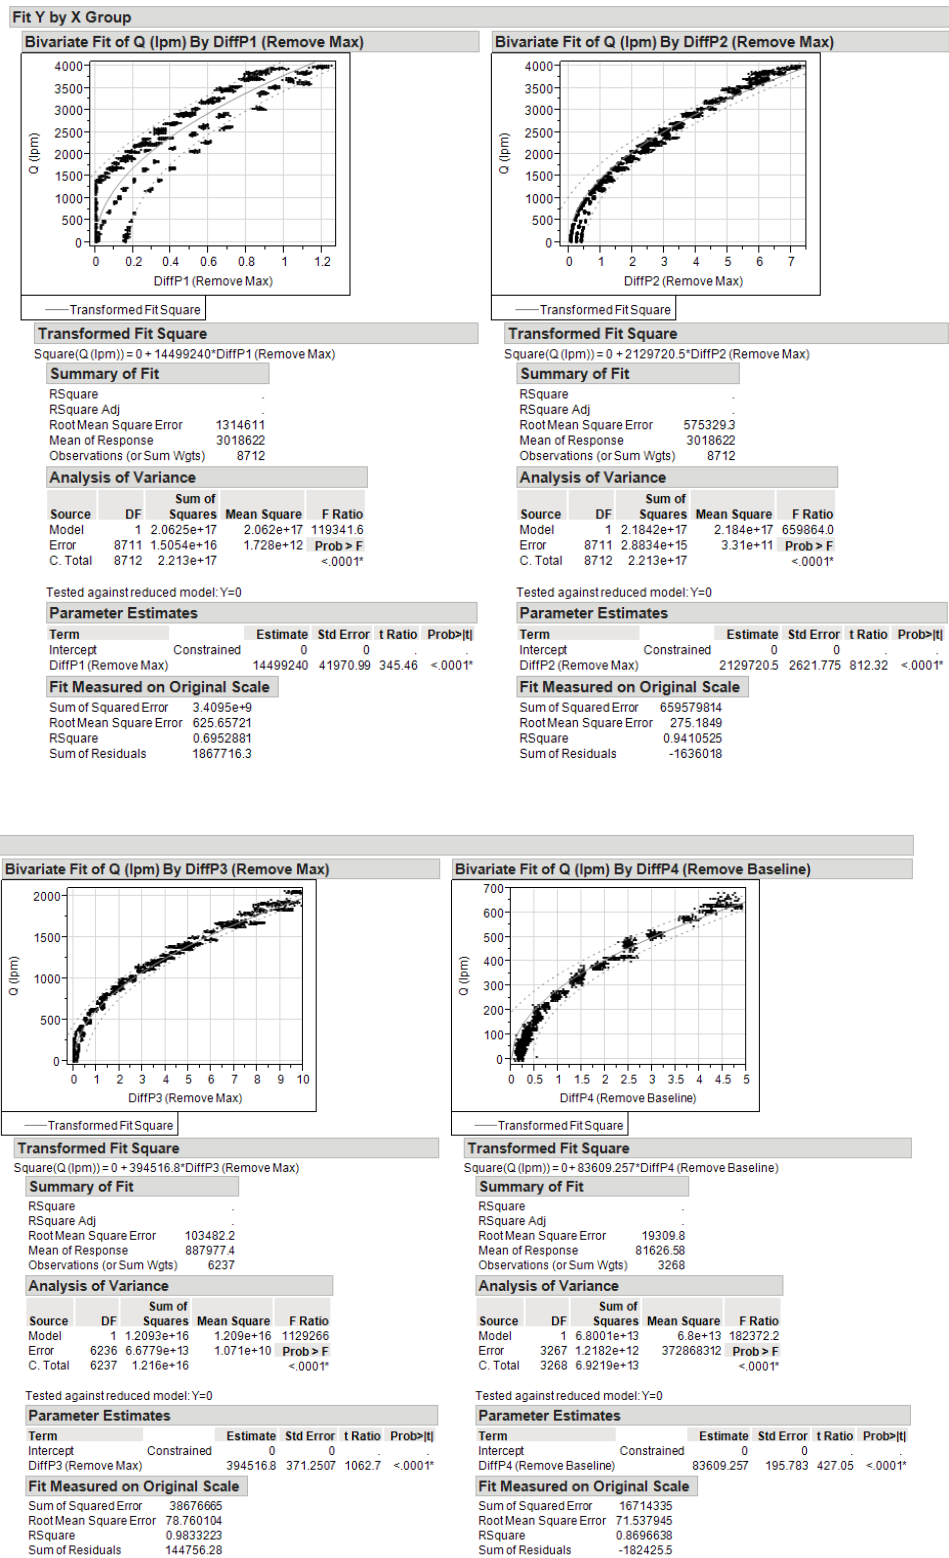 Fit Y by X Group
Bivariate Fit of Q (lpm) By DiffP1 (Remove Max)
4000
3500
3000
2500
2000
1500
1000
500
0
Q (lpm)
0 0.2 0.4 0.6 0.8 1 1.2
DiffP1 (Remove Max)
Transformed Fit Square
Transformed Fit Square
Square(Q (lpm)) = 0 + 14499240*DiffP1 (Remove Max)
Summary of Fit
RSquare .
RSquare Adj .
Root Mean Square Error 1314611
Mean of Response 3018622
Observations (or Sum Wgts) 8712
Analysis of Variance
Sum of
Source DF Squares Mean Square F Ratio
Model 1 2.0625e+17 2.062e+17 119341.6
Error 8711 1.5054e+16 1.728e+12 Prob > F
C. Total 8712 2.213e+17 <.0001*
Tested against reduced model: Y=0
Parameter Estimates
Term Estimate Std Error t Ratio Prob>|t|
Intercept Constrained 0 0 . .
DiffP1 (Remove Max) 14499240 41970.99 345.46 <.0001*
Fit Measured on Original Scale
Sum of Squared Error 3.4095e+9
Root Mean Square Error 625.65721
RSquare 0.6952881
Sum of Residuals 1867716.3
Bivariate Fit of Q (lpm) By DiffP2 (Remove Max)
4000
3500
3000
2500
2000
1500
1000
500
0
Q (lpm)
0 1 2 3 4 5 6 7
DiffP2 (Remove Max)
Transformed Fit Square
Transformed Fit Square
Square(Q (lpm)) = 0 + 2129720.5*DiffP2 (Remove Max)
Summary of Fit
RSquare .
RSquare Adj .
Root Mean Square Error 575329.3
Mean of Response 3018622
Observations (or Sum Wgts) 8712
Analysis of Variance
Sum of
Source DF Squares Mean Square F Ratio
Model 1 2.1842e+17 2.184e+17 659864.0
Error 8711 2.8834e+15 3.31e+11 Prob > F
C. Total 8712 2.213e+17 <.0001*
Tested against reduced model: Y=0
Parameter Estimates
Term Estimate Std Error t Ratio Prob>|t|
Intercept Constrained 0 0 . .
DiffP2 (Remove Max) 2129720.5 2621.775 812.32 <.0001*
Fit Measured on Original Scale
Sum of Squared Error 659579814
Root Mean Square Error 275.1849
RSquare 0.9410525
Sum of Residuals -1636018
Bivariate Fit of Q (lpm) By DiffP3 (Remove Max)
2000
1500
1000
500
0
Q (lpm)
0 1 2 3 4 5 6 7 8 9 10
DiffP3 (Remove Max)
Transformed Fit Square
Transformed Fit Square
Square(Q (lpm)) = 0 + 394516.8*DiffP3 (Remove Max)
Summary of Fit
RSquare .
RSquare Adj .
Root Mean Square Error 103482.2
Mean of Response 887977.4
Observations (or Sum Wgts) 6237
Analysis of Variance
Sum of
Source DF Squares Mean Square F Ratio
Model 1 1.2093e+16 1.209e+16 1129266
Error 6236 6.6779e+13 1.071e+10 Prob > F
C. Total 6237 1.216e+16 <.0001*
Tested against reduced model: Y=0
Parameter Estimates
Term Estimate Std Error t Ratio Prob>|t|
Intercept Constrained 0 0 . .
DiffP3 (Remove Max) 394516.8 371.2507 1062.7 <.0001*
Fit Measured on Original Scale
Sum of Squared Error 38676665
Root Mean Square Error 78.760104
RSquare 0.9833223
Sum of Residuals 144756.28
Bivariate Fit of Q (lpm) By DiffP4 (Remove Baseline)
700
600
500
400
300
200
100
0
Q (lpm)
0 0.5 1 1.5 2 2.5 3 3.5 4 4.5 5
DiffP4 (Remove Baseline)
Transformed Fit Square
Transformed Fit Square
Square(Q (lpm)) = 0 + 83609.257*DiffP4 (Remove Baseline)
Summary of Fit
RSquare .
RSquare Adj .
Root Mean Square Error 19309.8
Mean of Response 81626.58
Observations (or Sum Wgts) 3268
Analysis of Variance
Sum of
Source DF Squares Mean Square F Ratio
Model 1 6.8001e+13 6.8e+13 182372.2
Error 3267 1.2182e+12 372868312 Prob > F
C. Total 3268 6.9219e+13 <.0001*
Tested against reduced model: Y=0
Parameter Estimates
Term Estimate Std Error t Ratio Prob>|t|
Intercept Constrained 0 0 . .
DiffP4 (Remove Baseline) 83609.257 195.783 427.05 <.0001*
Fit Measured on Original Scale
Sum of Squared Error 16714335
Root Mean Square Error 71.537945
RSquare 0.8696638
Sum of Residuals -182425.5